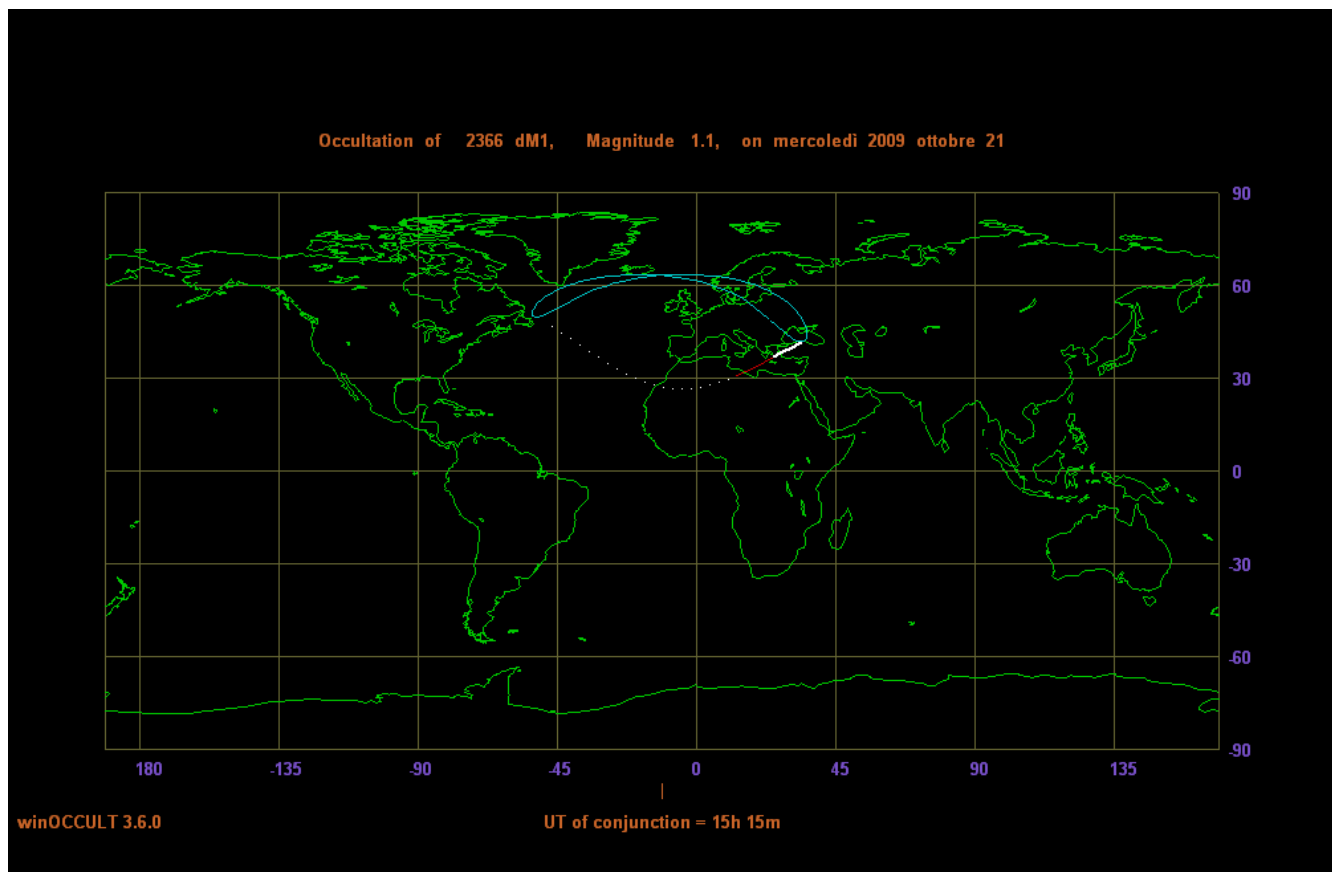 Occultation of 2366 dM1, Magnitude 1.1, on mercoledì 2009 ottobre 21
90
60
30
0
-30
-60
-90
180 -135 -90 -45 0 45 90 135
winOCCULT 3.6.0 UT of conjunction = 15h 15m